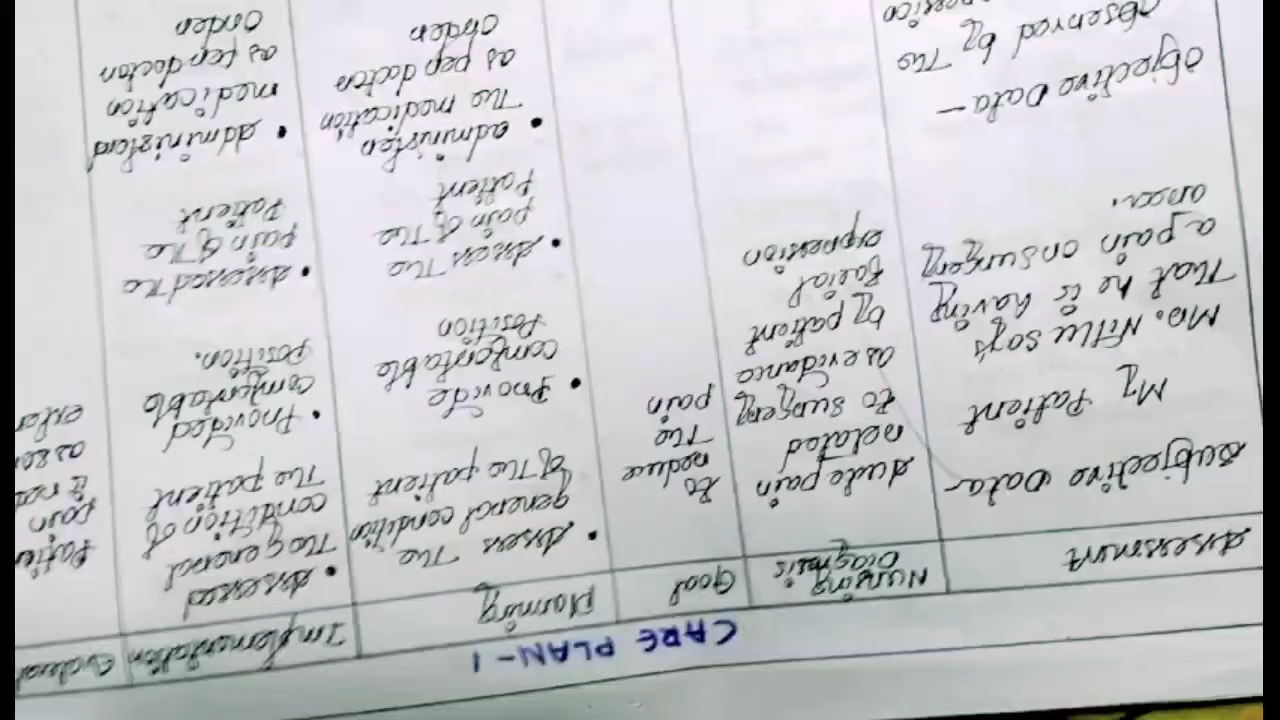 CARE PLAN-1
Assessment
Nursing
Diagnosis
Goal
Planning
Implementation
Subjective Data
My Patient
Mr. Nitlu says
That he is having
a pain on surgery
area.
Objective Data-
Observed by The
Acute pain
related
to surgery
as evidance
by patient
facial
expression
to
reduce
The
pain
• Assess The
general condition
of The patient
• Provide
comfortable
Position
• Assess The
pain of The
Patient
• administer
The medication
as per doctor
order
• Assessed
The general
condition of
The patient
• Provided
comfortable
Position.
• Assessed The
pain of The
Patient
• administerd
medication
as per doctor
order
pain